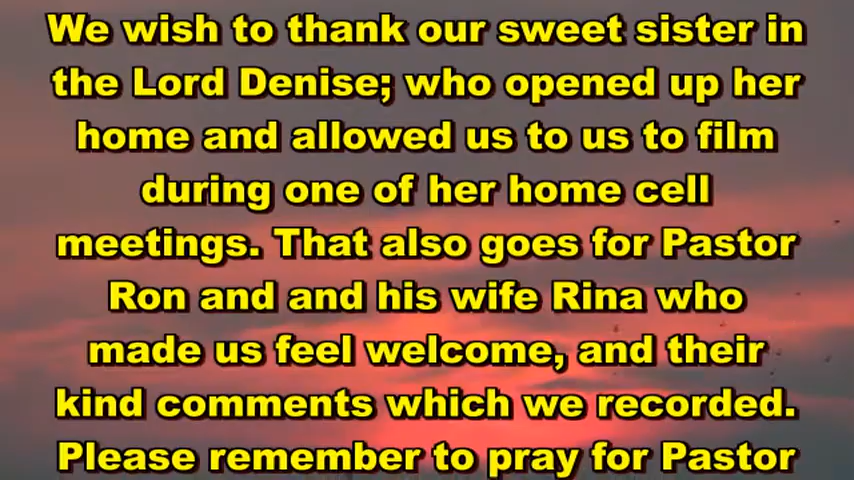 We wish to thank our sweet sister in
the Lord Denise; who opened up her
home and allowed us to us to film
during one of her home cell
meetings. That also goes for Pastor
Ron and and his wife Rina who
made us feel welcome, and their
kind comments which we recorded.
Please remember to pray for Pastor